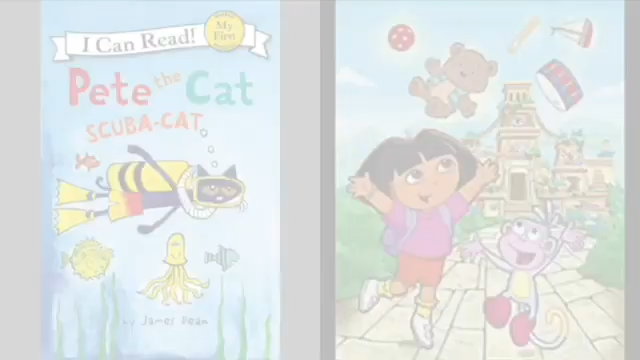 I Can Read!
My First
Pete the Cat
SCUBA-CAT
by James Dean